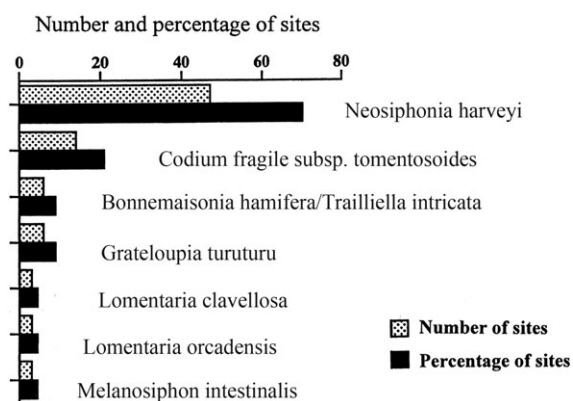 Number and percentage of sites
0 20 40 60 80
Neosiphonia harveyi
Codium fragile subsp. tomentosoides
Bonnemaisonia hamifera/Trailliella intricata
Grateloupia turuturu
Lomentaria clavellosa
Lomentaria orcadensis
Melanosiphon intestinalis
Number of sites
Percentage of sites